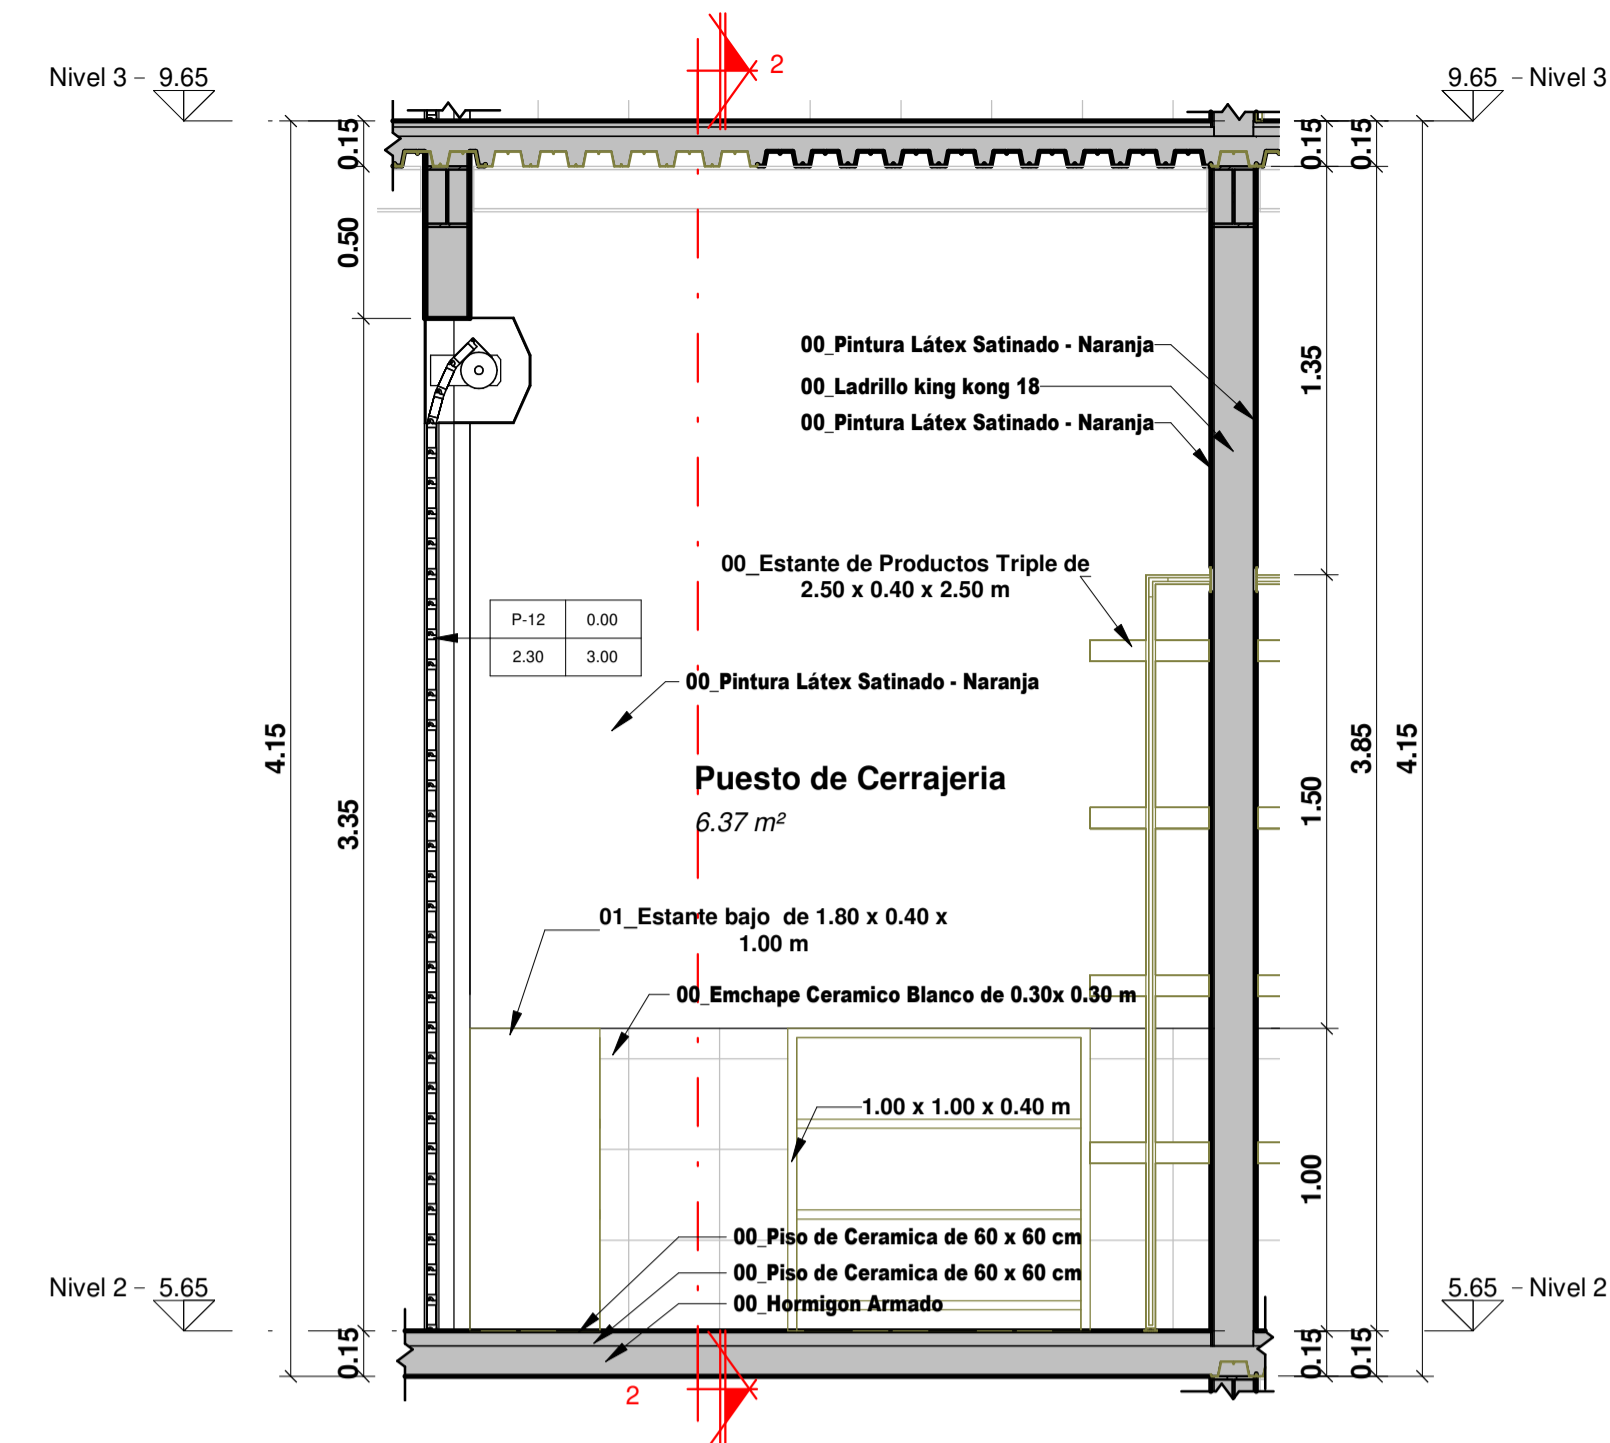 2
Nivel 3 – 9.65
9.65 – Nivel 3
0.15
0.15
0.15
0.50
00_Pintura Látex Satinado - Naranja
1.35
00_Ladrillo king kong 18
00_Pintura Látex Satinado - Naranja
00_Estante de Productos Triple de
2.50 x 0.40 x 2.50 m
P-12 0.00
2.30 3.00
00_Pintura Látex Satinado - Naranja
4.15
3.85
4.15
Puesto de Cerrajeria
1.50
3.35
6.37 m²
01_Estante bajo de 1.80 x 0.40 x
1.00 m
00_Emchape Ceramico Blanco de 0.30x 0.30 m
1.00 x 1.00 x 0.40 m
1.00
00_Piso de Ceramica de 60 x 60 cm
00_Piso de Ceramica de 60 x 60 cm
00_Hormigon Armado
Nivel 2 – 5.65
5.65 – Nivel 2
0.15
0.15
0.15
2